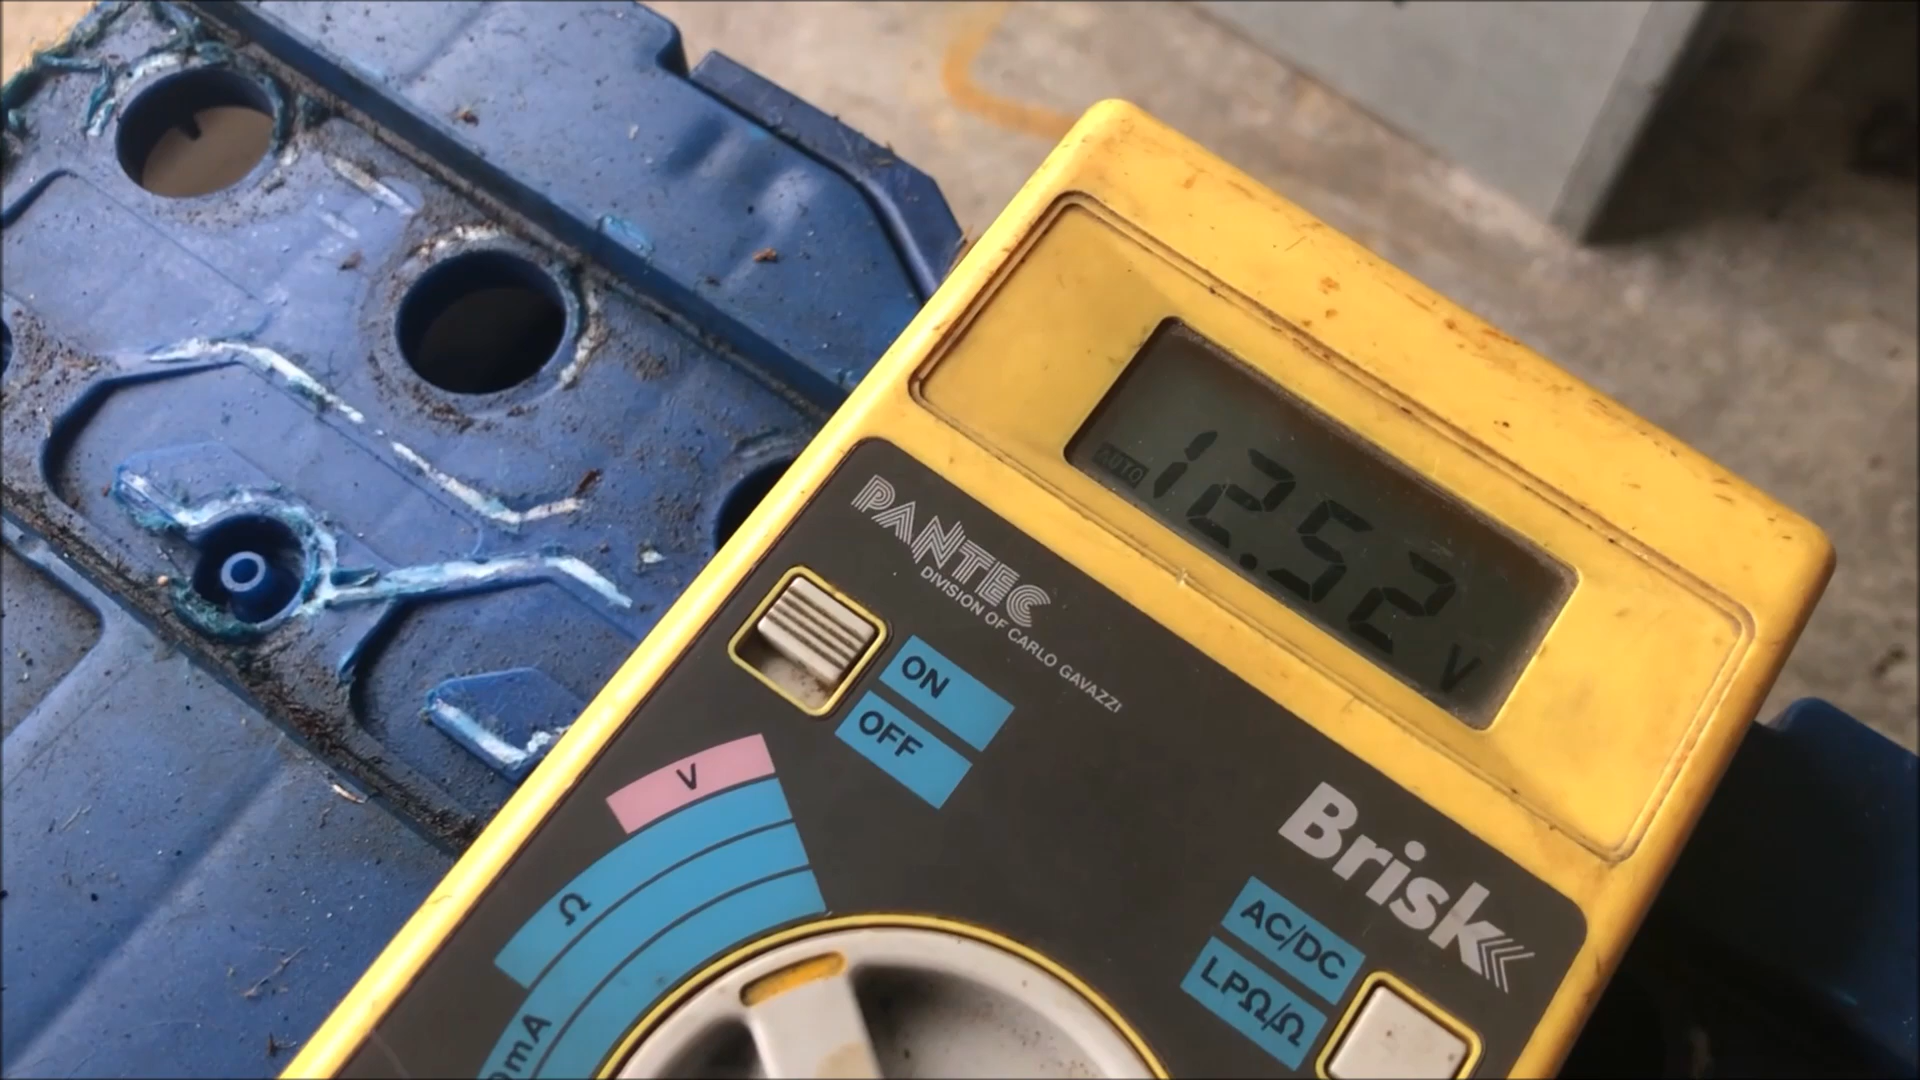 AUTO 12.52 V
PANTEC
DIVISION OF CARLO GAVAZZI
ON
OFF
V
Ω
Brisk
AC/DC
LPΩ/Ω
mA